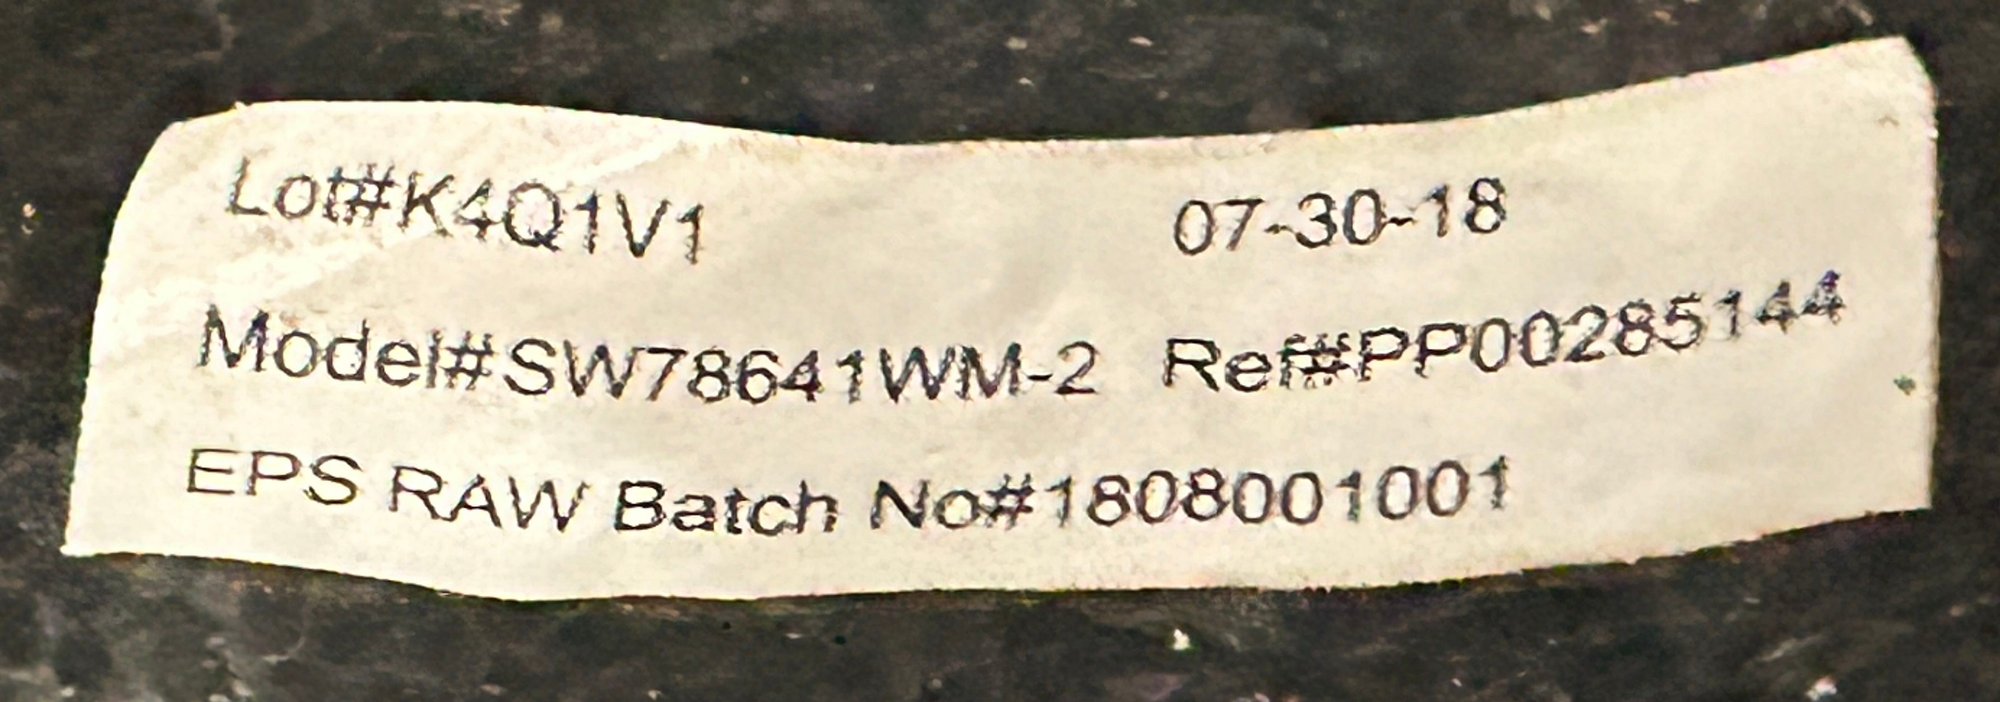 Lot#K4Q1V1 07-30-18
Model#SW78641WM-2 Ref#PP00285144
EPS RAW Batch No#1808001001